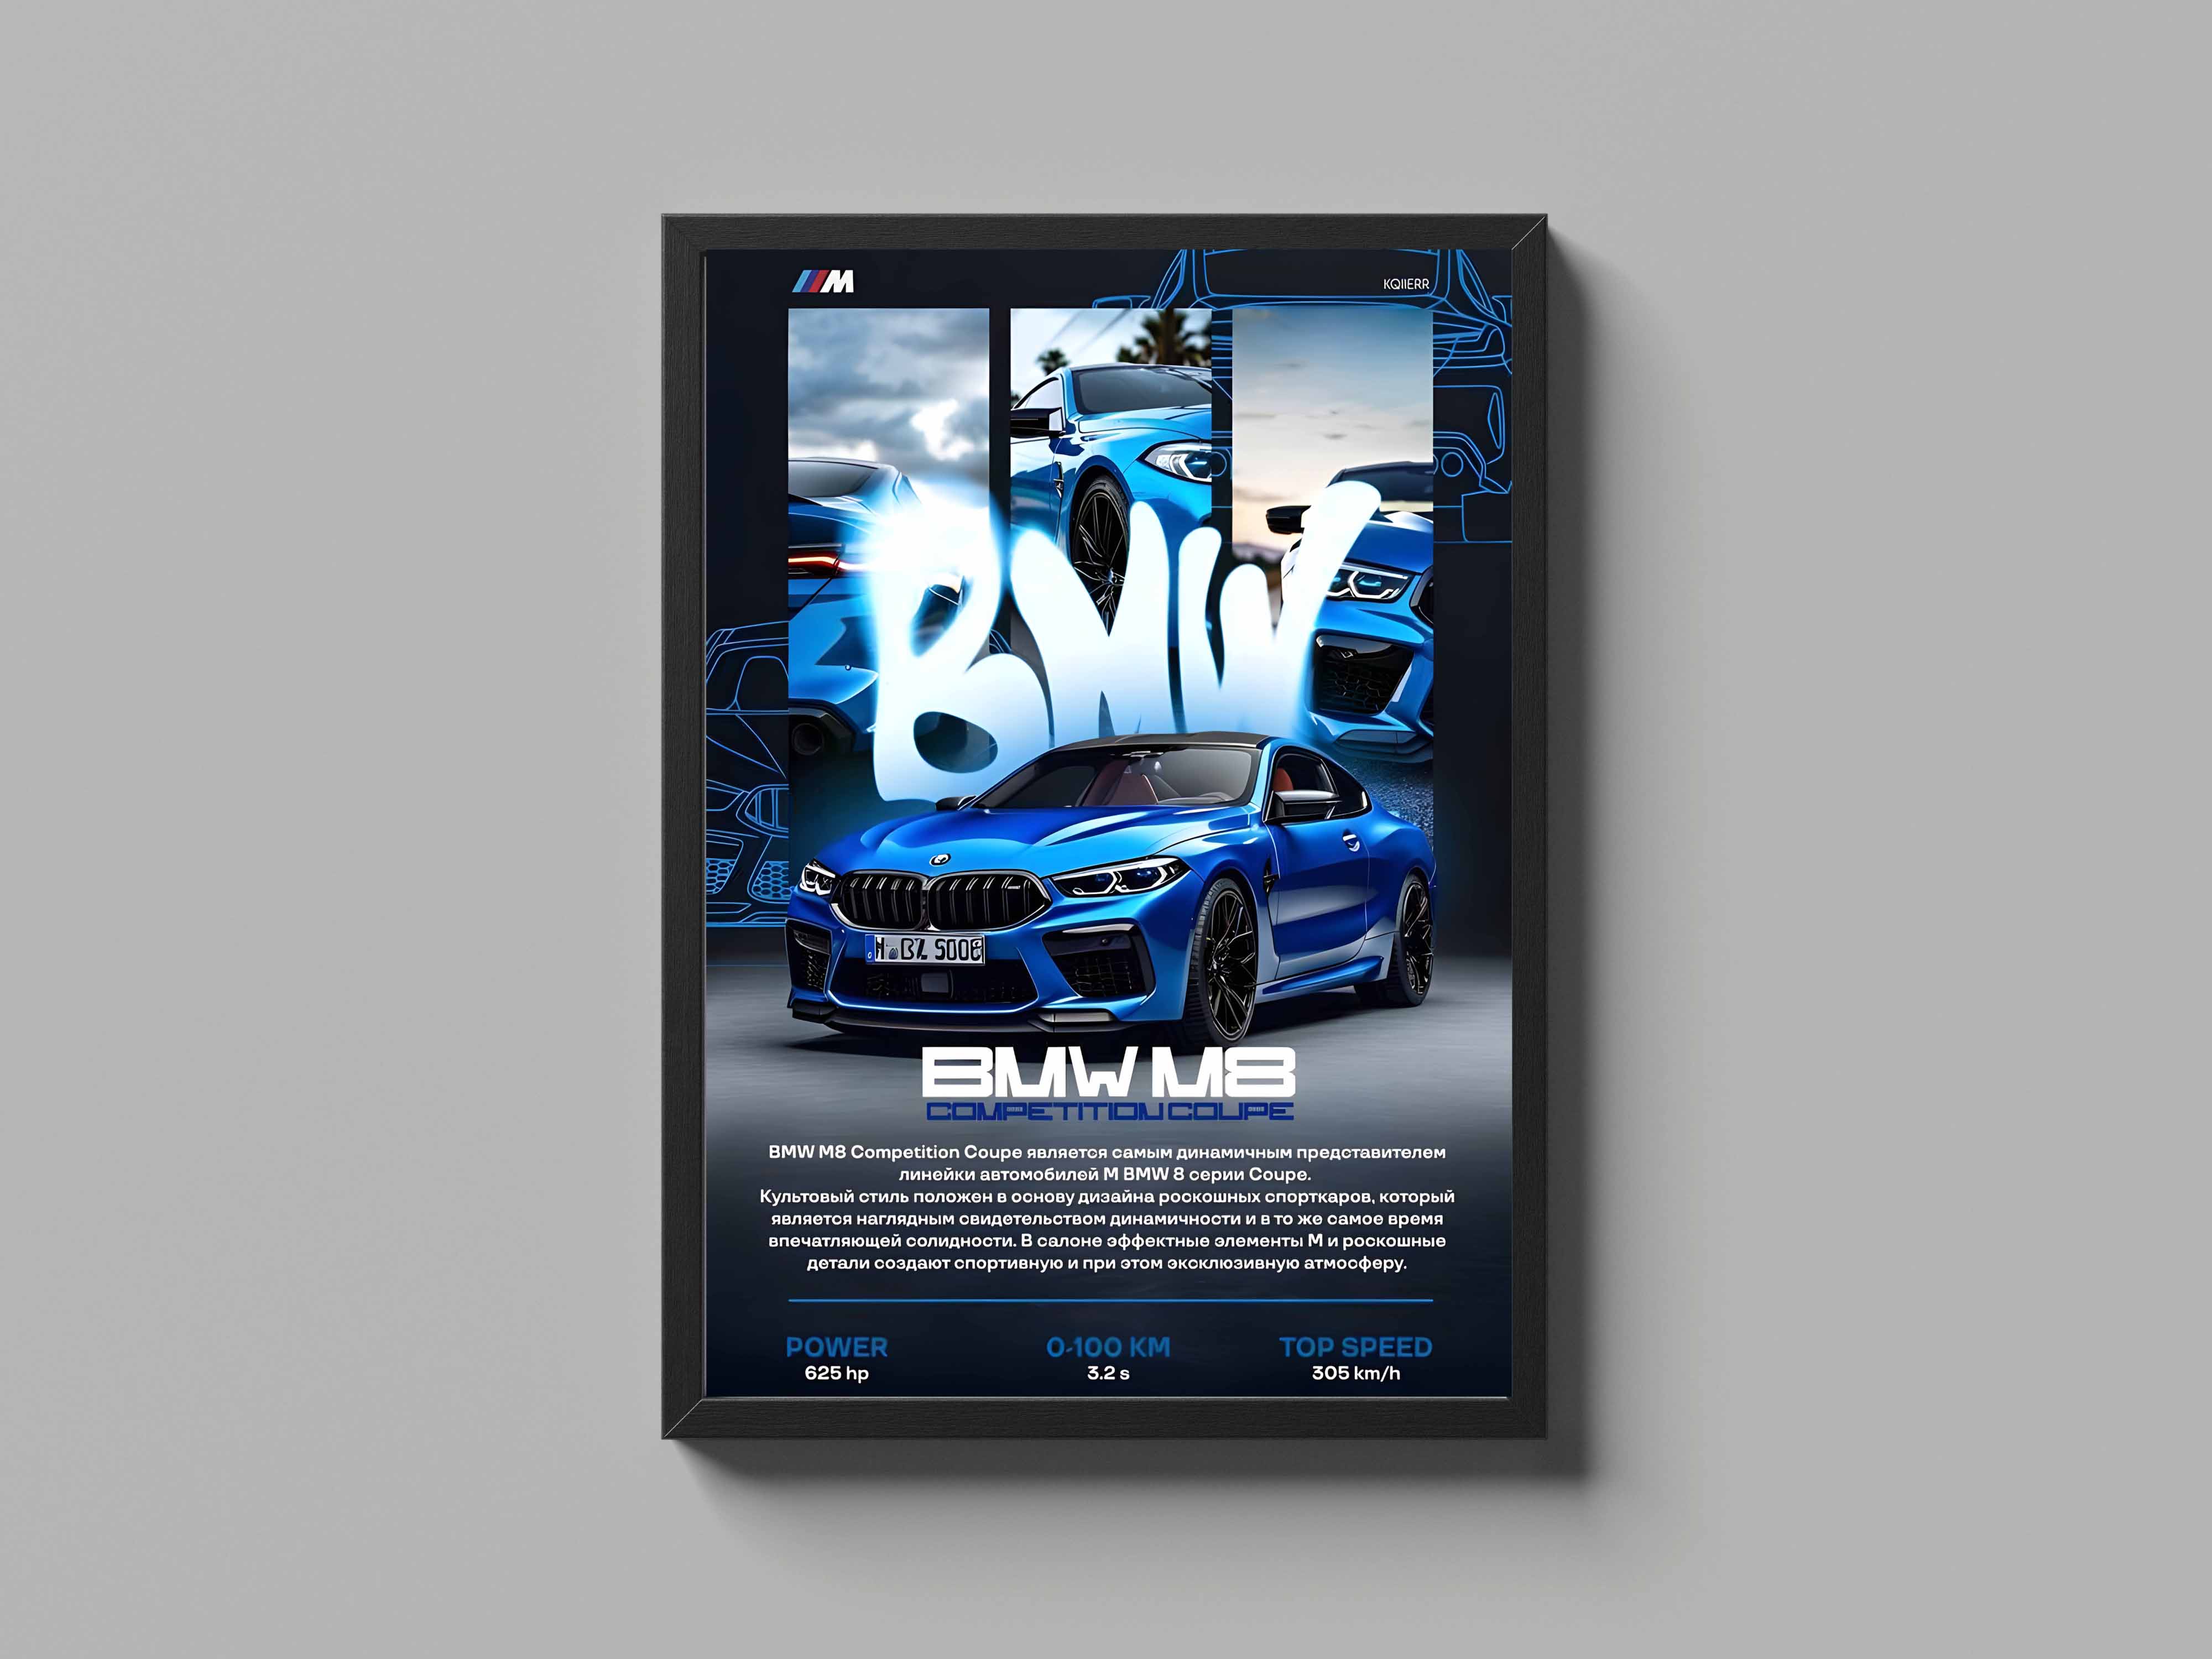 M
KQIIERR
BMW
BMW M8
COMPETITION COUPE
BMW M8 Competition Coupe является самым динамичным представителем
линейки автомобилей M BMW 8 серии Coupe.
Культовый стиль положен в основу дизайна роскошных спорткаров, который
является наглядным свидетельством динамичности и в то же самое время
впечатляющей солидности. В салоне эффектные элементы M и роскошные
детали создают спортивную и при этом эксклюзивную атмосферу.
POWER 0-100 KM TOP SPEED
625 hp 3.2 s 305 km/h